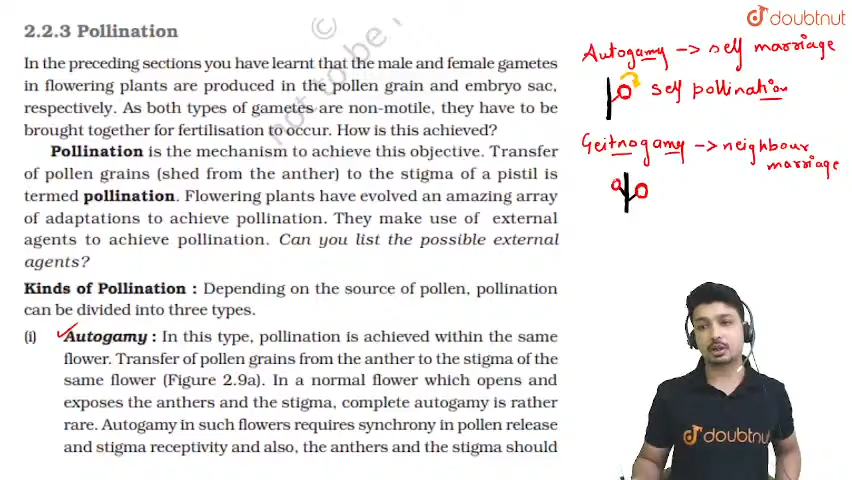 2.2.3 Pollination
In the preceding sections you have learnt that the male and female gametes
in flowering plants are produced in the pollen grain and embryo sac,
respectively. As both types of gametes are non-motile, they have to be
brought together for fertilisation to occur. How is this achieved?
Pollination is the mechanism to achieve this objective. Transfer
of pollen grains (shed from the anther) to the stigma of a pistil is
termed pollination. Flowering plants have evolved an amazing array
of adaptations to achieve pollination. They make use of external
agents to achieve pollination. Can you list the possible external
agents?
Kinds of Pollination : Depending on the source of pollen, pollination
can be divided into three types.
(i) Autogamy : In this type, pollination is achieved within the same
flower. Transfer of pollen grains from the anther to the stigma of the
same flower (Figure 2.9a). In a normal flower which opens and
exposes the anthers and the stigma, complete autogamy is rather
rare. Autogamy in such flowers requires synchrony in pollen release
and stigma receptivity and also, the anthers and the stigma should
© not to be r
doubtnut
Autogamy -> self marriage
self pollination
Geitnogamy -> neighbour
marriage
doubtnut